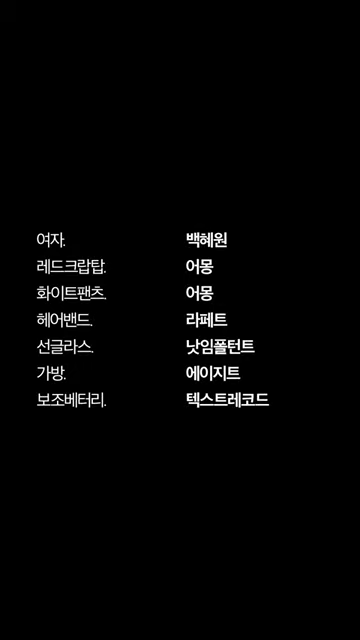 여자. 백혜원
레드크랍탑. 어몽
화이트팬츠. 어몽
헤어밴드. 라페트
선글라스. 낫임폴턴트
가방. 에이지트
보조베터리. 텍스트레코드